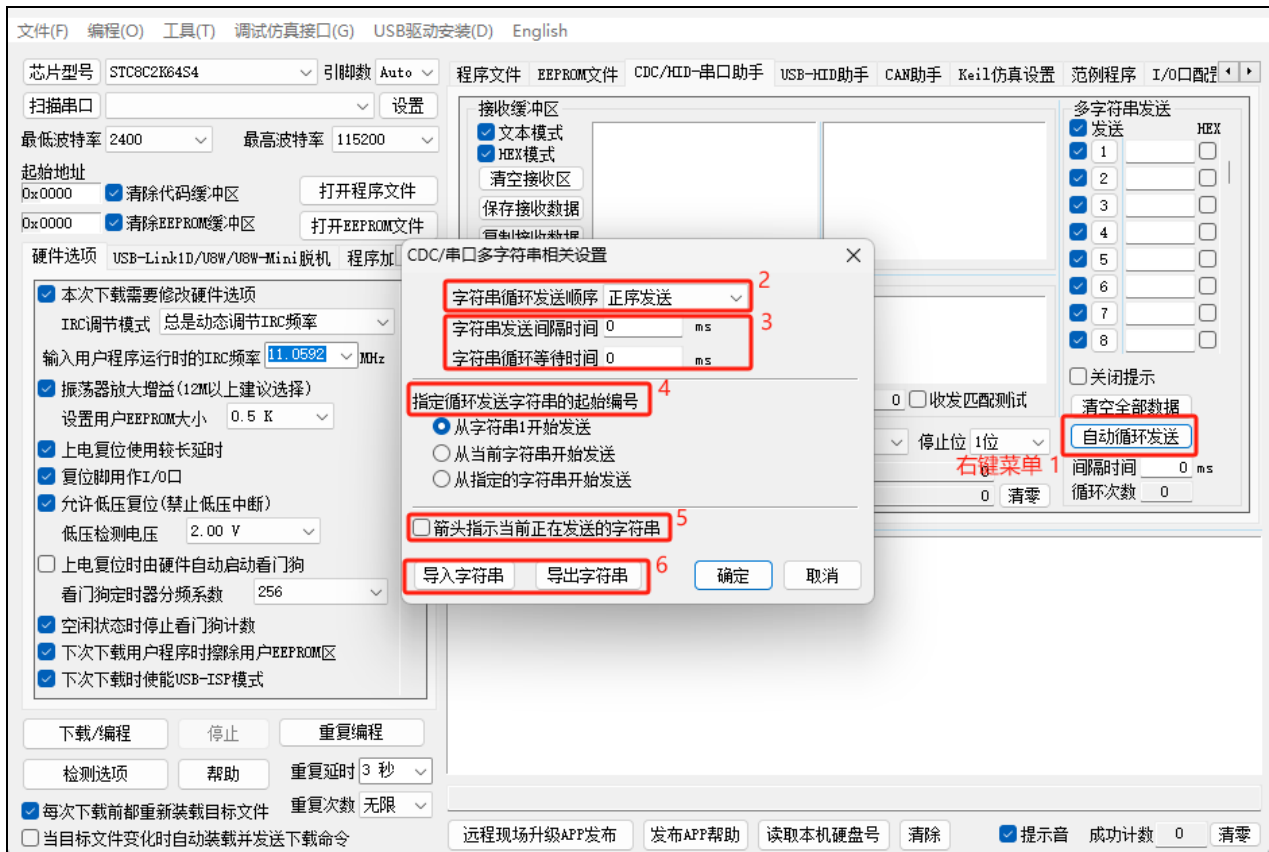 文件(F) 编程(O) 工具(T) 调试仿真接口(G) USB驱动安装(D) English
芯片型号 STC8C2K64S4 引脚数 Auto
扫描串口 设置
最低波特率 2400 最高波特率 115200
起始地址
0x0000 清除代码缓冲区 打开程序文件
0x0000 清除EEPROM缓冲区 打开EEPROM文件
硬件选项 USB-Link1D/U8W/U8W-Mini脱机 程序加
本次下载需要修改硬件选项
IRC调节模式 总是动态调节IRC频率
输入用户程序运行时的IRC频率 11.0592 MHz
振荡器放大增益(12M以上建议选择)
设置用户EEPROM大小 0.5 K
上电复位使用较长延时
复位脚用作I/O口
允许低压复位(禁止低压中断)
低压检测电压 2.00 V
上电复位时由硬件自动启动看门狗
看门狗定时器分频系数 256
空闲状态时停止看门狗计数
下次下载用户程序时擦除用户EEPROM区
下次下载时使能USB-ISP模式
下载/编程 停止 重复编程
检测选项 帮助 重复延时 3 秒
每次下载前都重新装载目标文件 重复次数 无限
当目标文件变化时自动装载并发送下载命令
程序文件 EEPROM文件 CDC/HID-串口助手 USB-HID助手 CAN助手 Keil仿真设置 范例程序 I/O口配
接收缓冲区
文本模式
HEX模式
清空接收区
保存接收数据
复制接收数据
多字符串发送
发送 HEX
1
2
3
4
5
6
7
8
关闭提示
清空全部数据
自动循环发送
右键菜单 1
间隔时间 0 ms
循环次数 0
0 收发匹配测试
停止位 1位
0
0 清零
CDC/串口多字符串相关设置
字符串循环发送顺序 正序发送 2
字符串发送间隔时间 0 ms 3
字符串循环等待时间 0 ms
指定循环发送字符串的起始编号 4
从字符串1开始发送
从当前字符串开始发送
从指定的字符串开始发送
箭头指示当前正在发送的字符串 5
导入字符串 导出字符串 6 确定 取消
远程现场升级APP发布 发布APP帮助 读取本机硬盘号 清除 提示音 成功计数 0 清零